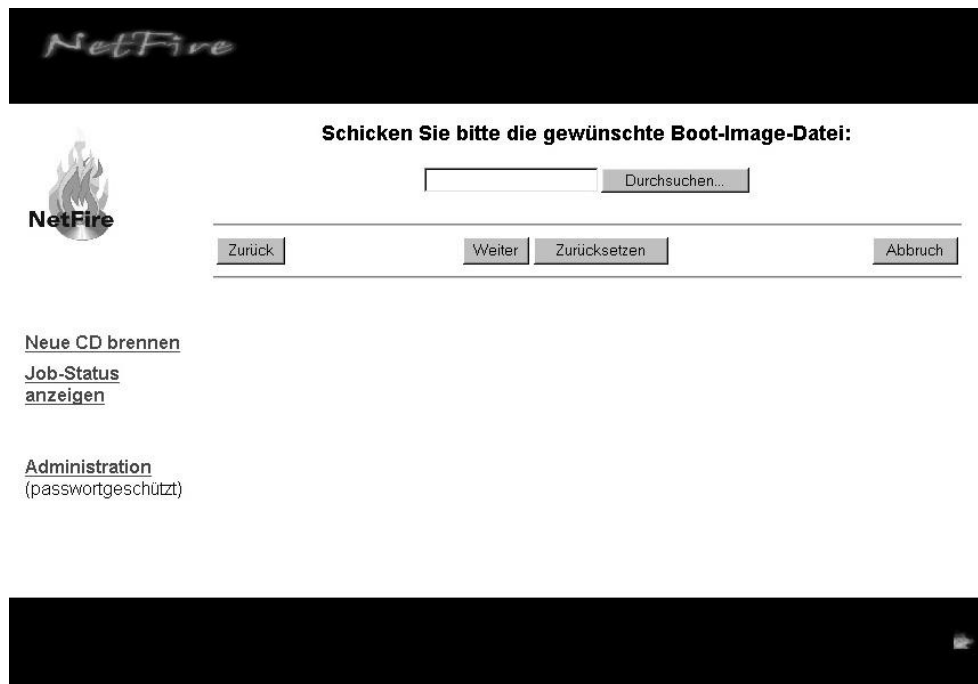 NetFire
NetFire
Schicken Sie bitte die gewünschte Boot-Image-Datei:
Durchsuchen...
Zurück
Weiter
Zurücksetzen
Abbruch
Neue CD brennen
Job-Status
anzeigen
Administration
(passwortgeschützt)